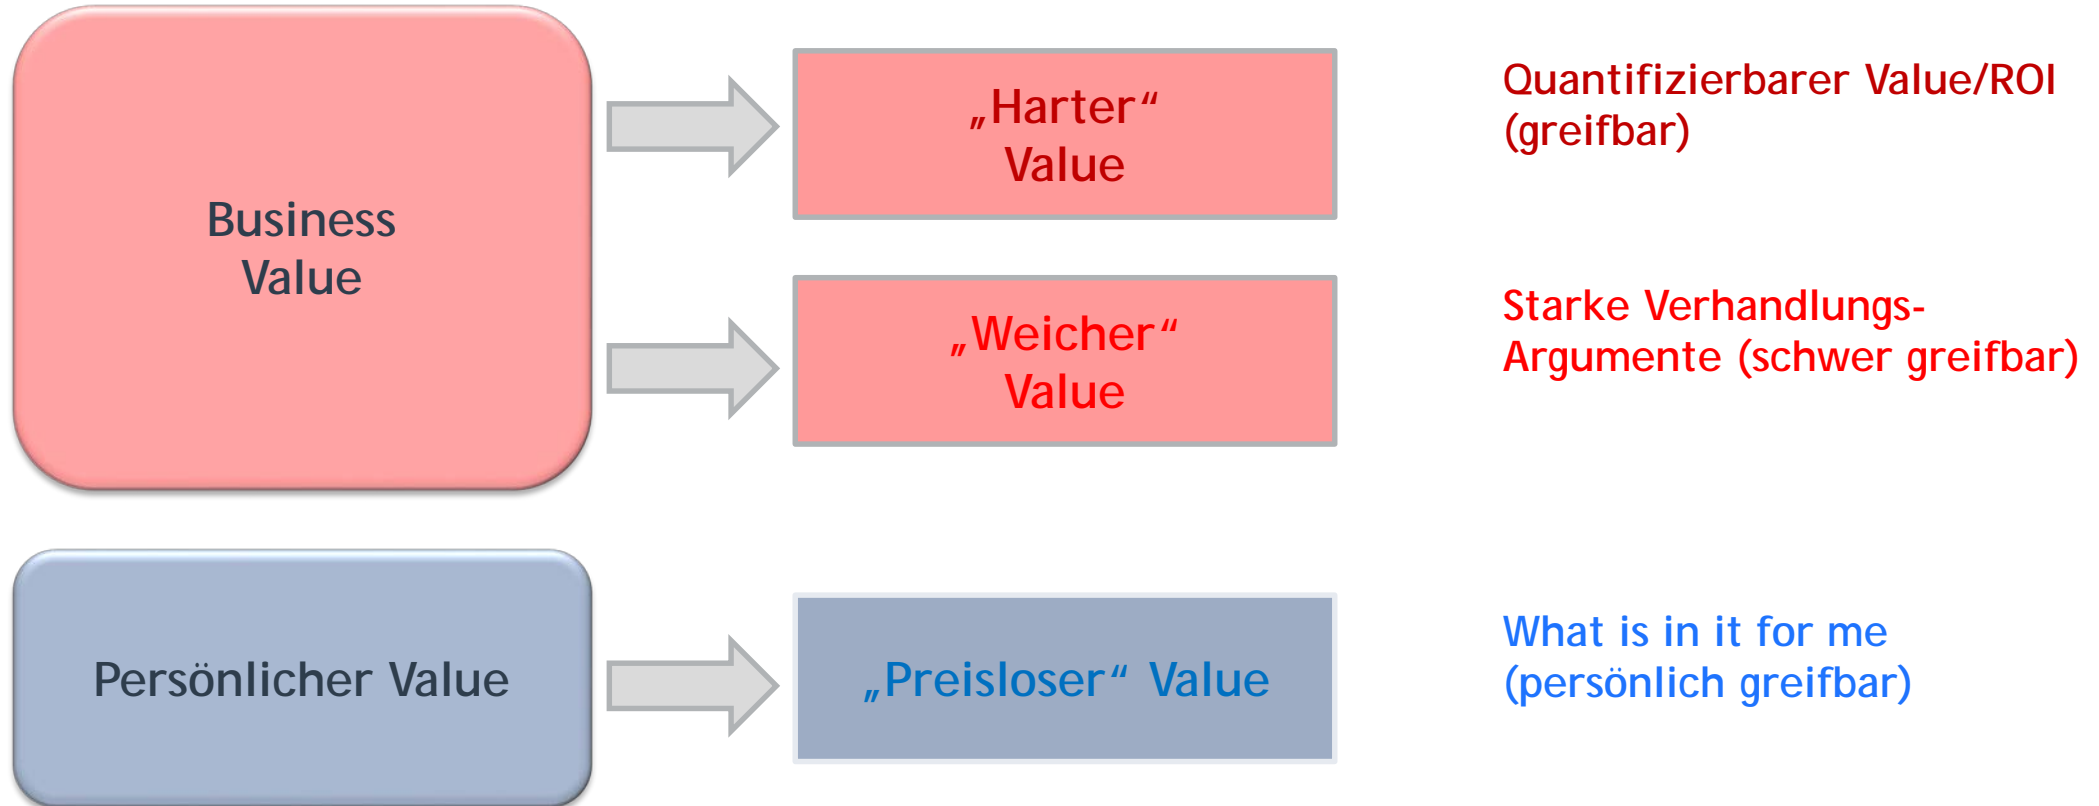 Business
Value
„Harter“
Value
Quantifizierbarer Value/ROI
(greifbar)
„Weicher“
Value
Starke Verhandlungs-
Argumente (schwer greifbar)
Persönlicher Value
„Preisloser“ Value
What is in it for me
(persönlich greifbar)